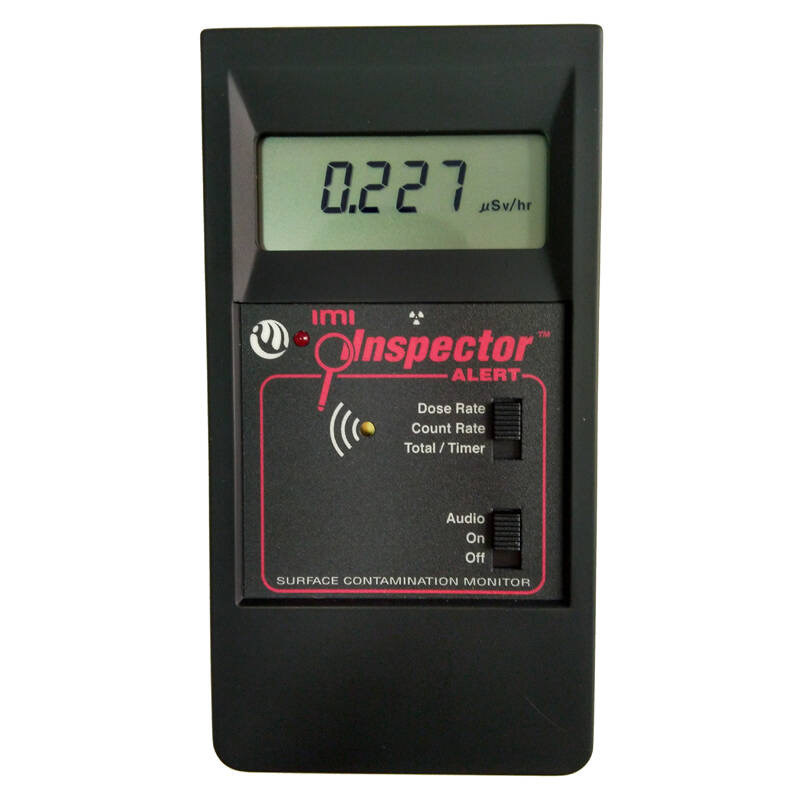 0.227 µSv/hr
imi
Inspector™
ALERT
Dose Rate
Count Rate
Total / Timer
Audio
On
Off
SURFACE CONTAMINATION MONITOR